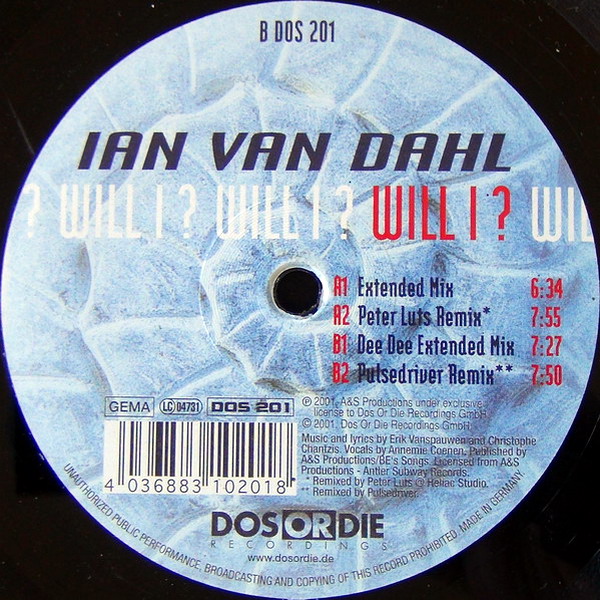 B DOS 201
IAN VAN DAHL
? WILL I ? WILL I ? WILL I ? WIL
A1 Extended Mix 6:34
A2 Peter Luts Remix* 7:55
B1 Dee Dee Extended Mix 7:27
B2 Pulsedriver Remix** 7:50
GEMA LC 04731 DOS 201
4 036883 102018
℗ 2001. A&S Productions under exclusive
license to Dos Or Die Recordings GmbH.
© 2001. Dos Or Die Recordings GmbH.
Music and lyrics by Erik Vanspauwen and Christophe
Chantzis. Vocals by Annemie Coenen. Published by
A&S Productions/BE's Songs. Licensed from A&S
Productions - Antler Subway Records.
* Remixed by Peter Luts @ Heliac Studio.
** Remixed by Pulsedriver.
DOS OR DIE
RECORDINGS
www.dosordie.de
UNAUTHORIZED PUBLIC PERFORMANCE, BROADCASTING AND COPYING OF THIS RECORD PROHIBITED. MADE IN GERMANY